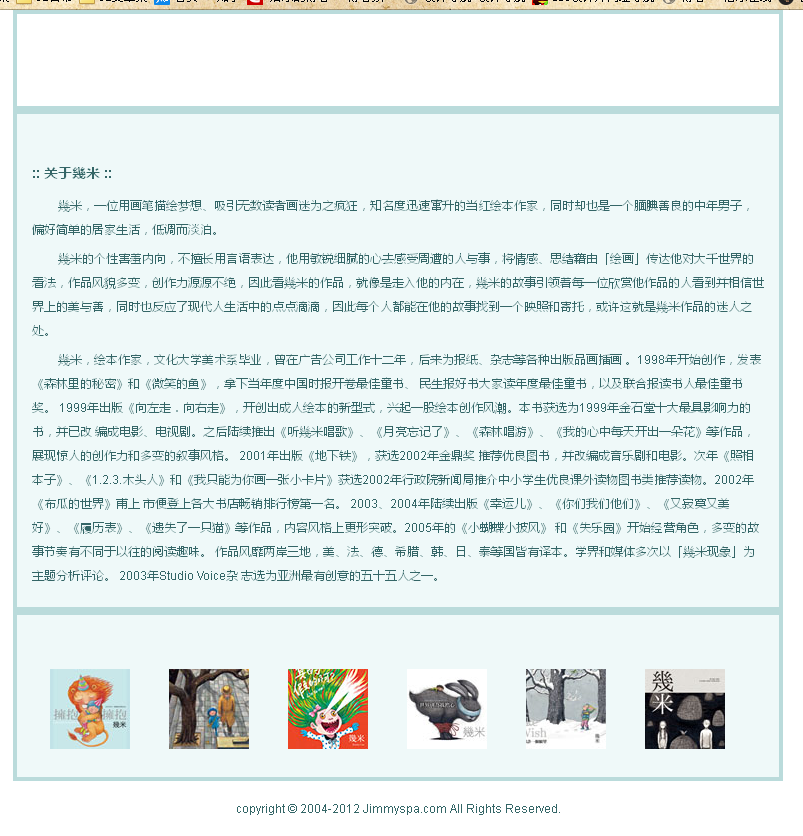 :: 关于幾米 ::
幾米，一位用画笔描绘梦想、吸引无数读者画迷为之疯狂，知名度迅速窜升的当红绘本作家，同时却也是一个腼腆善良的中年男子，
偏好简单的居家生活，低调而淡泊。
幾米的个性害羞内向，不擅长用言语表达，他用敏锐细腻的心去感受周遭的人与事，将情感、思绪藉由「绘画」传达他对大千世界的
看法，作品风貌多变，创作力源源不绝，因此看幾米的作品，就像是走入他的内在，幾米的故事引领着每一位欣赏他作品的人看到并相信世
界上的美与善，同时也反应了现代人生活中的点点滴滴，因此每个人都能在他的故事找到一个映照和寄托，或许这就是幾米作品的迷人之
处。
幾米，绘本作家，文化大学美术系毕业，曾在广告公司工作十二年，后来为报纸、杂志等各种出版品画插画 。1998年开始创作，发表
《森林里的秘密》和《微笑的鱼》，拿下当年度中国时报开卷最佳童书、 民生报好书大家读年度最佳童书，以及联合报读书人最佳童书
奖。 1999年出版《向左走．向右走》，开创出成人绘本的新型式，兴起一股绘本创作风潮。本书获选为1999年金石堂十大最具影响力的
书，并已改 编成电影、电视剧。之后陆续推出《听幾米唱歌》、《月亮忘记了》、《森林唱游》、《我的心中每天开出一朵花》等作品，
展现惊人的创作力和多变的叙事风格。 2001年出版《地下铁》，获选2002年金鼎奖 推荐优良图书，并改编成音乐剧和电影。次年《照相
本子》、《1.2.3.木头人》和《我只能为你画一张小卡片》获选2002年行政院新闻局推介中小学生优良课外读物图书类推荐读物。2002年
《布瓜的世界》甫上 市便登上各大书店畅销排行榜第一名。 2003、2004年陆续出版《幸运儿》、《你们我们他们》、《又寂寞又美
好》、《履历表》、《遗失了一只猫》等作品，内容风格上更形突破。2005年的《小蝴蝶小披风》 和《失乐园》开始经营角色，多变的故
事节奏有不同于以往的阅读趣味。 作品风靡两岸三地，美、法、德、希腊、韩、日、泰等国皆有译本。学界和媒体多次以「幾米现象」为
主题分析评论。 2003年Studio Voice杂 志选为亚洲最有创意的五十五人之一。
擁抱 擁抱
幾米
幾米
幾米
幾米
copyright © 2004-2012 Jimmyspa.com All Rights Reserved.